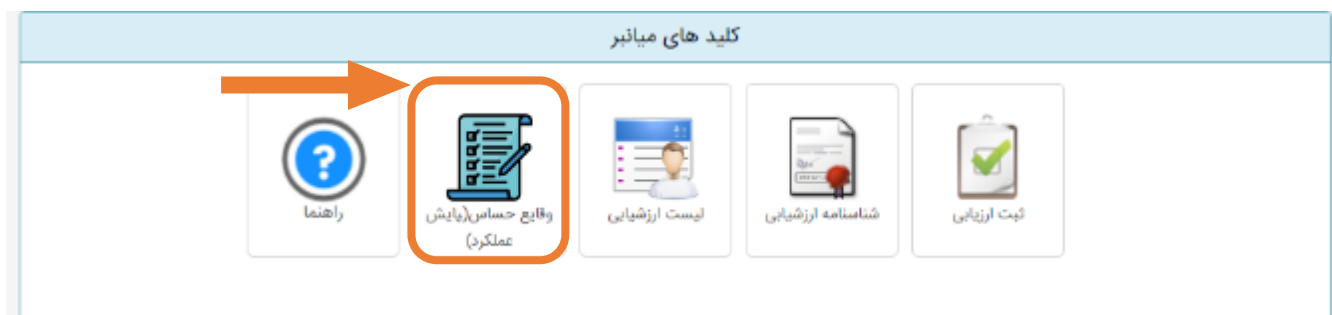 کلید های میانبر
ثبت ارزیابی
شناسنامه ارزشیابی
لیست ارزشیابی
وقایع حساس(پایش
عملکرد)
راهنما